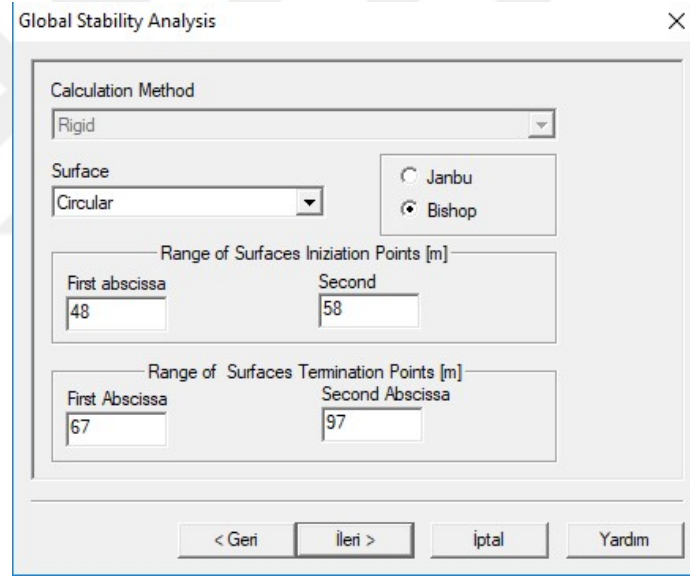 Global Stability Analysis
Calculation Method
Rigid
Surface
Circular
Janbu
Bishop
Range of Surfaces Iniziation Points [m]
First abscissa
Second
48
58
Range of Surfaces Termination Points [m]
First Abscissa
Second Abscissa
67
97
< Geri
İleri >
İptal
Yardım